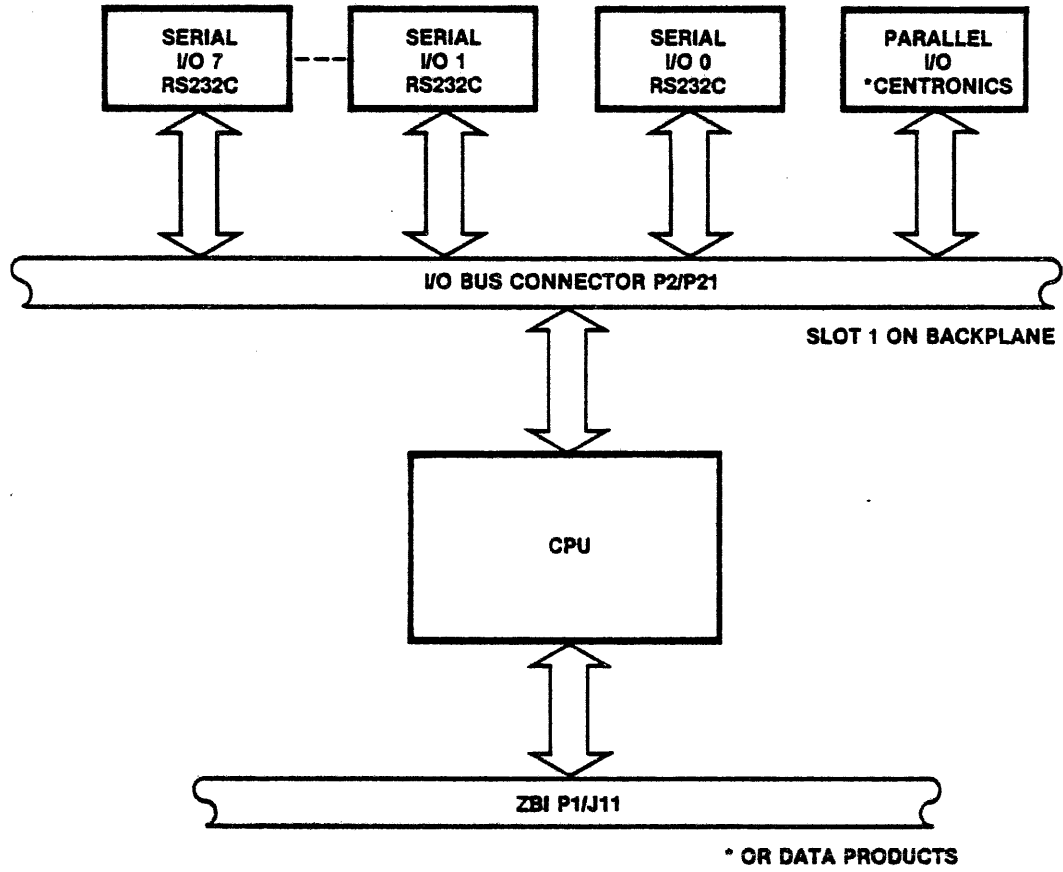 SERIAL
I/O 7
RS232C
SERIAL
I/O 1
RS232C
SERIAL
I/O 0
RS232C
PARALLEL
I/O
*CENTRONICS
I/O BUS CONNECTOR P2/P21
SLOT 1 ON BACKPLANE
CPU
ZBI P1/J11
* OR DATA PRODUCTS